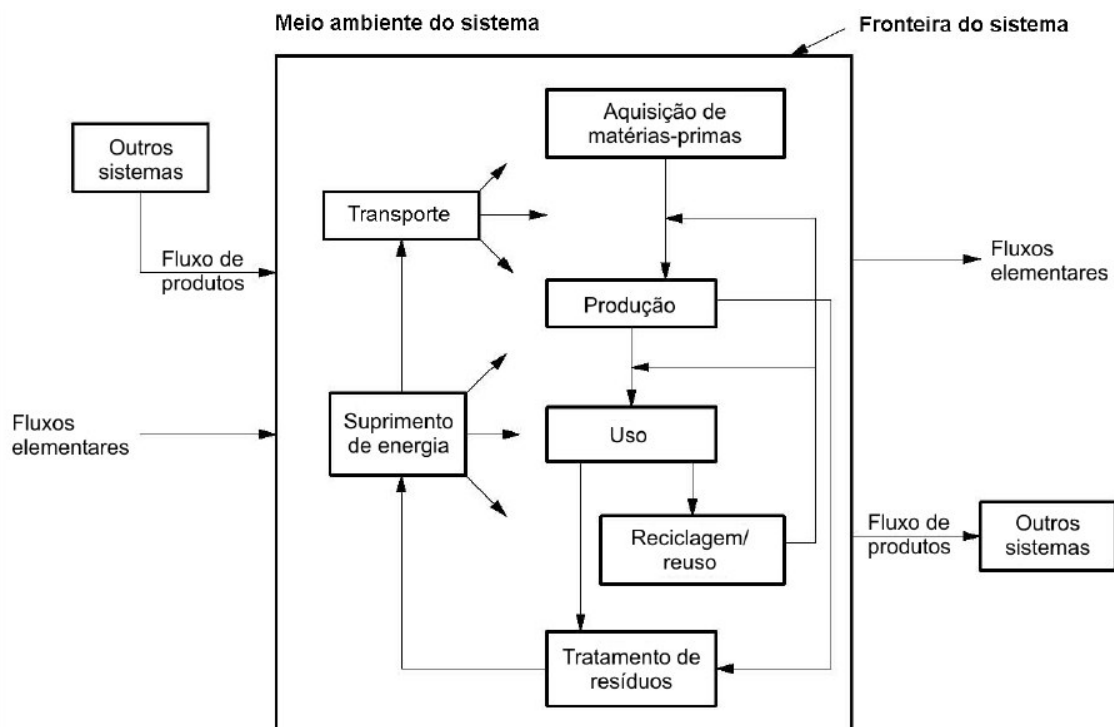 Meio ambiente do sistema
Fronteira do sistema
Aquisição de
matérias-primas
Outros
sistemas
Transporte
Fluxo de
produtos
Fluxos
elementares
Produção
Suprimento
de energia
Uso
Fluxos
elementares
Reciclagem/
reuso
Fluxo de
produtos
Outros
sistemas
Tratamento de
resíduos